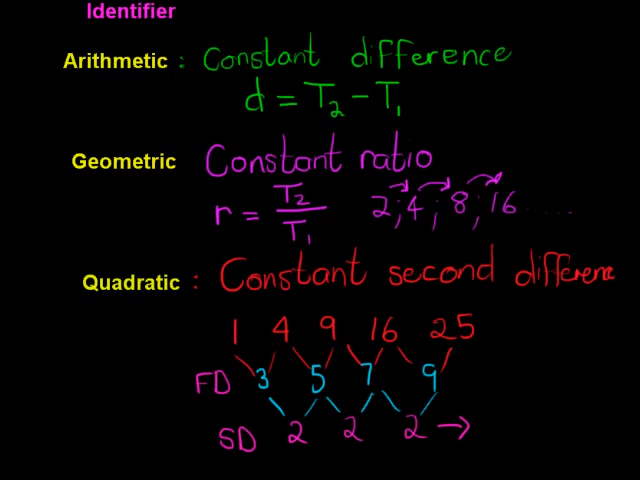 Identifier
Arithmetic : Constant difference
d = T₂ − T₁
Geometric Constant ratio
r = T₂/T₁ 2 ; 4 ; 8 ; 16 .....
Quadratic : Constant second difference
1 4 9 16 25
FD 3 5 7 9
SD 2 2 2 →